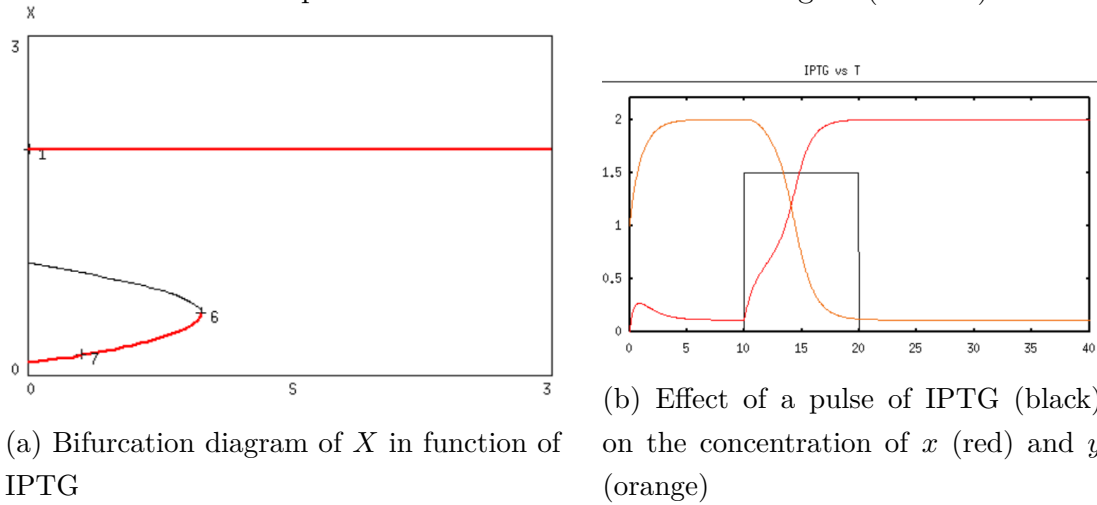 X
3
1
6
7
0
0
S
3
(a) Bifurcation diagram of X in function of
IPTG
IPTG vs T
2
1.5
1
0.5
0
0 5 10 15 20 25 30 35 40
(b) Effect of a pulse of IPTG (black)
on the concentration of x (red) and y
(orange)